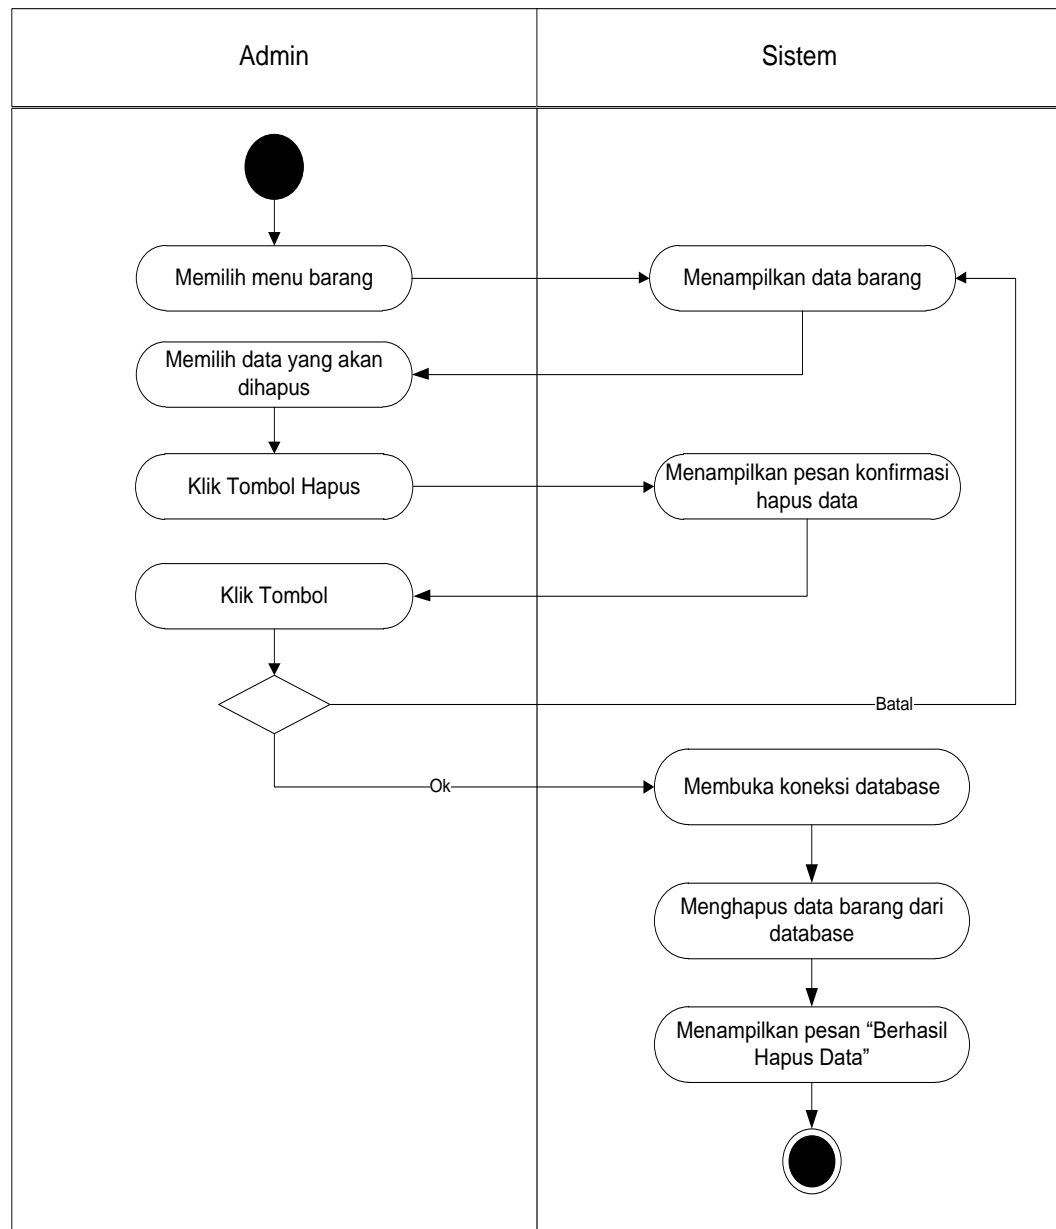 Admin
Sistem
Memilih menu barang
Menampilkan data barang
Memilih data yang akan
dihapus
Klik Tombol Hapus
Menampilkan pesan konfirmasi
hapus data
Klik Tombol
Batal
Ok
Membuka koneksi database
Menghapus data barang dari
database
Menampilkan pesan “Berhasil
Hapus Data”